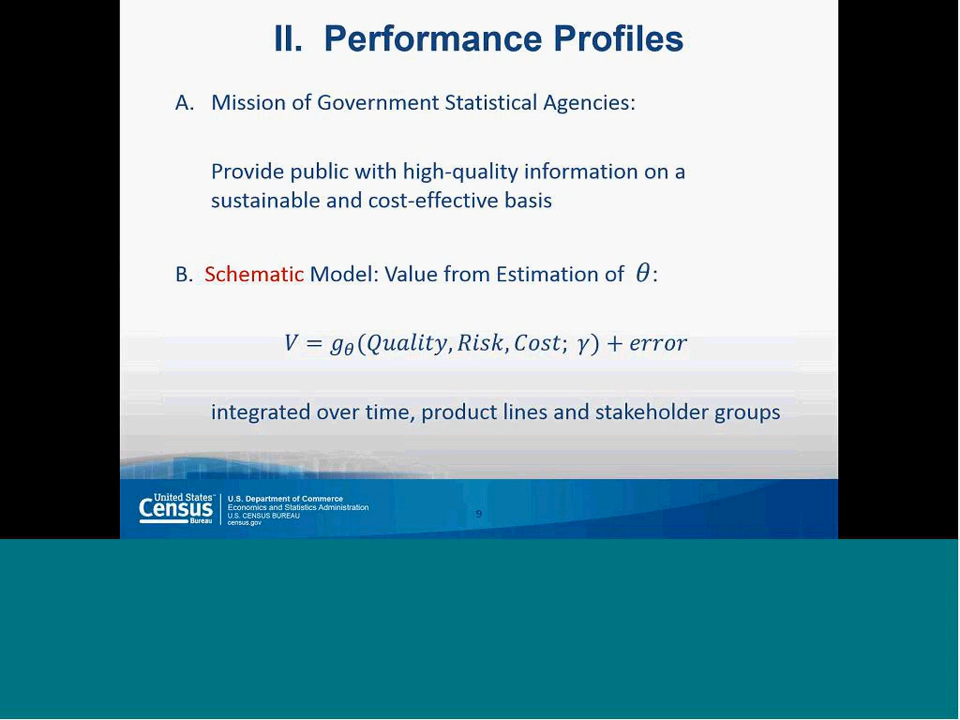 II. Performance Profiles
A. Mission of Government Statistical Agencies:
Provide public with high-quality information on a
sustainable and cost-effective basis
B. Schematic Model: Value from Estimation of θ:
V = g_θ(Quality, Risk, Cost; γ) + error
integrated over time, product lines and stakeholder groups
United States™
Census
Bureau
U.S. Department of Commerce
Economics and Statistics Administration
U.S. CENSUS BUREAU
census.gov
9